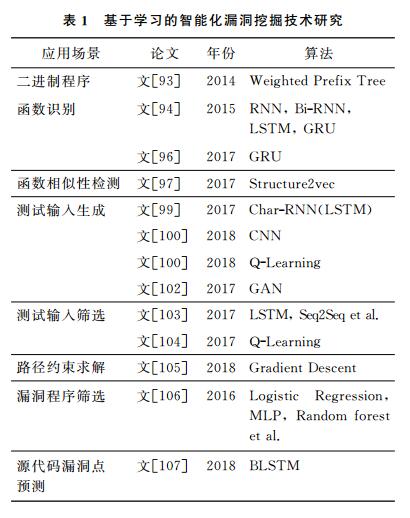 表 1 基于学习的智能化漏洞挖掘技术研究
应用场景 论文 年份 算法
二进制程序 文[93] 2014 Weighted Prefix Tree
函数识别 文[94] 2015 RNN, Bi-RNN,
LSTM, GRU
文[96] 2017 GRU
函数相似性检测 文[97] 2017 Structure2vec
测试输入生成 文[99] 2017 Char-RNN(LSTM)
文[100] 2018 CNN
文[100] 2018 Q-Learning
文[102] 2017 GAN
测试输入筛选 文[103] 2017 LSTM, Seq2Seq et al.
文[104] 2017 Q-Learning
路径约束求解 文[105] 2018 Gradient Descent
漏洞程序筛选 文[106] 2016 Logistic Regression,
MLP, Random forest
et al.
源代码漏洞点 文[107] 2018 BLSTM
预测